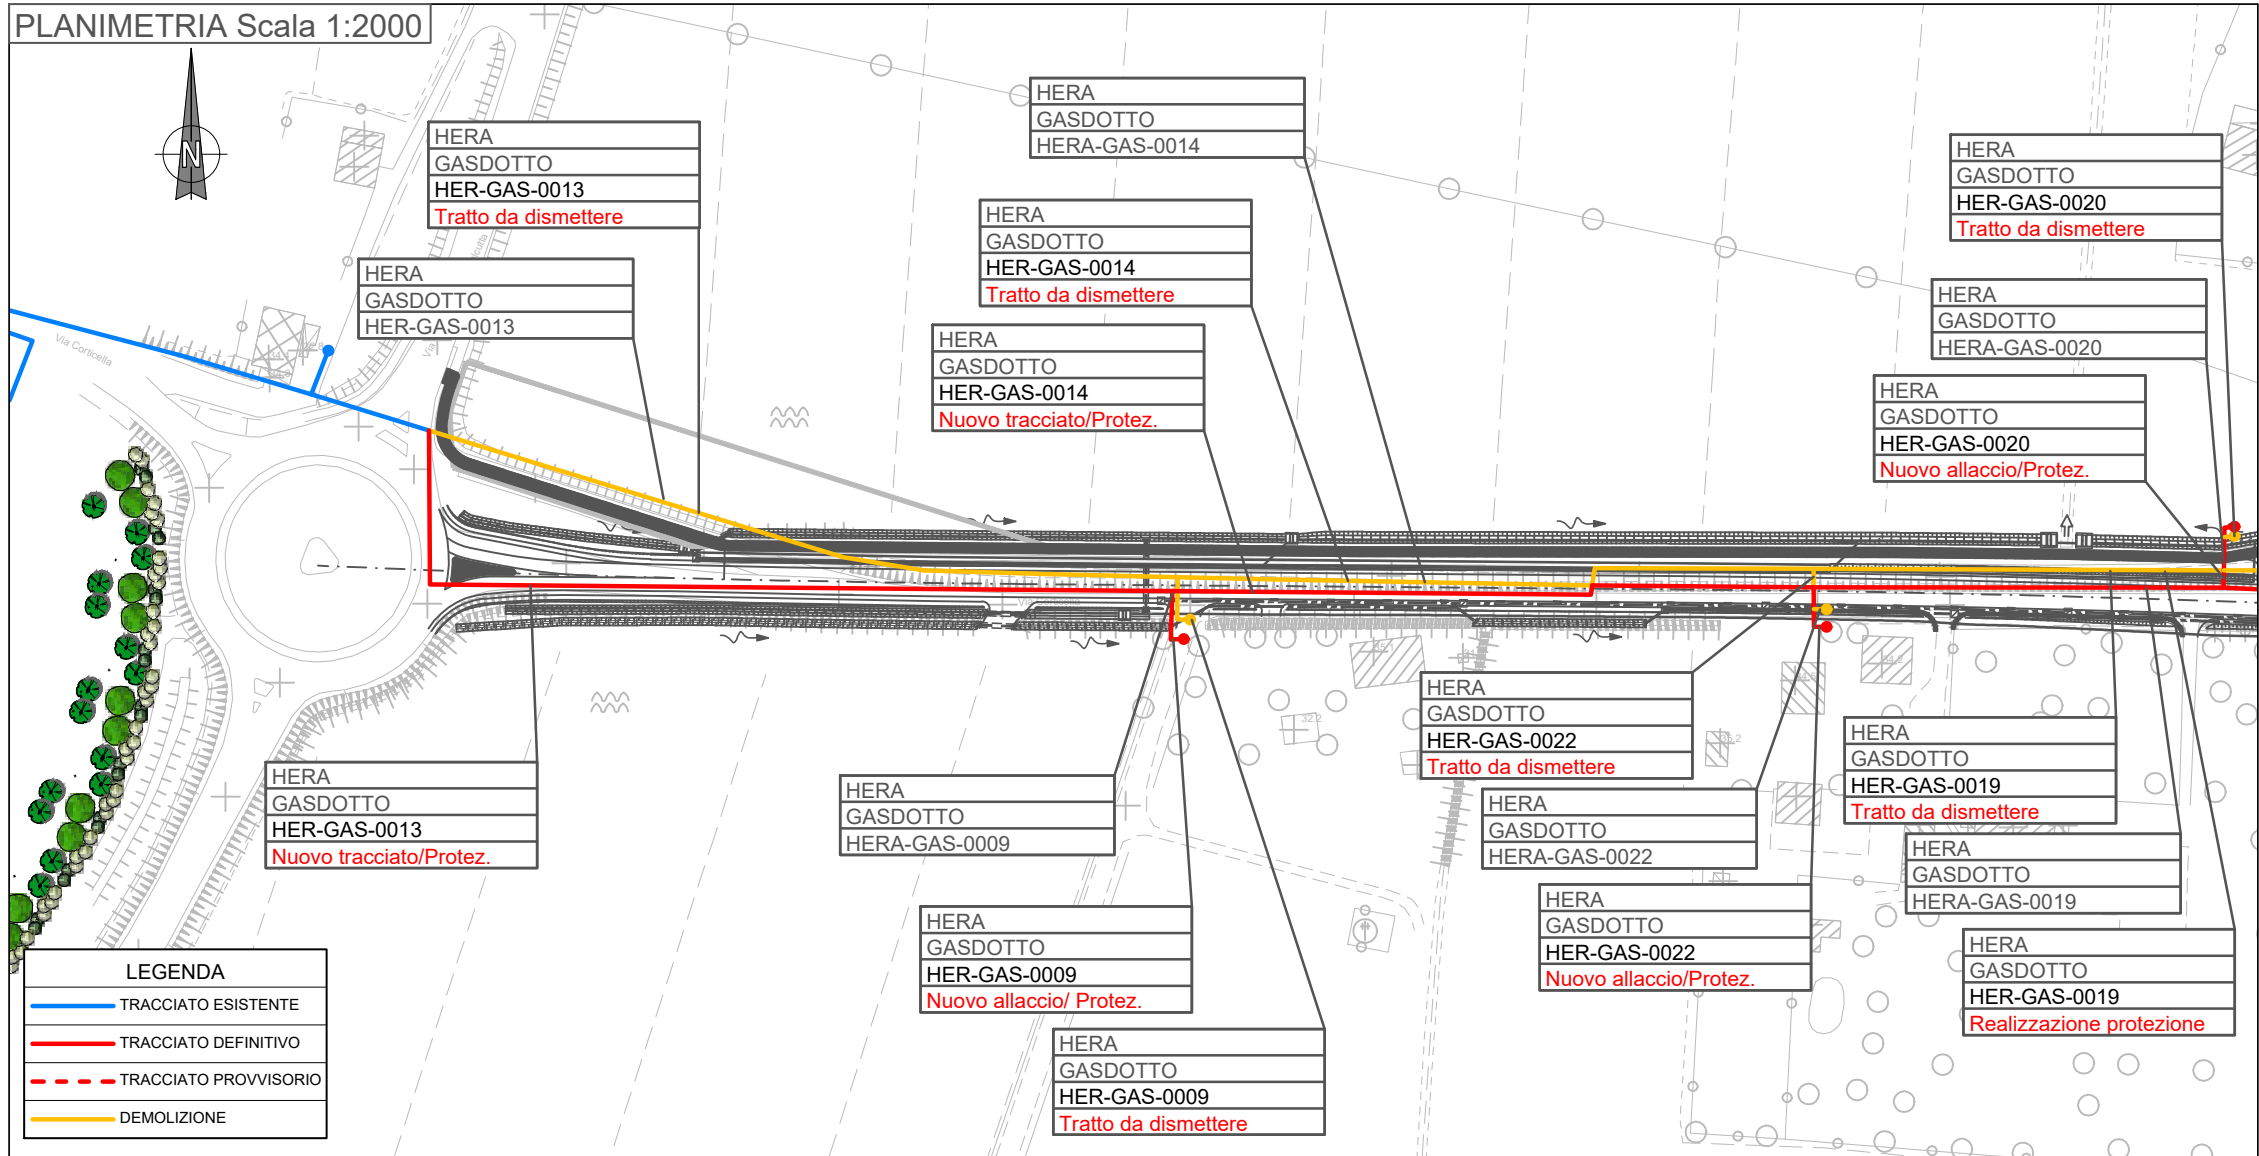 PLANIMETRIA Scala 1:2000
N
HERA
GASDOTTO
HER-GAS-0013
Tratto da dismettere
HERA
GASDOTTO
HER-GAS-0013
HERA
GASDOTTO
HERA-GAS-0014
HERA
GASDOTTO
HER-GAS-0014
Tratto da dismettere
HERA
GASDOTTO
HER-GAS-0014
Nuovo tracciato/Protez.
HERA
GASDOTTO
HER-GAS-0020
Tratto da dismettere
HERA
GASDOTTO
HERA-GAS-0020
HERA
GASDOTTO
HER-GAS-0020
Nuovo allaccio/Protez.
Via Corticella
HERA
GASDOTTO
HER-GAS-0013
Nuovo tracciato/Protez.
HERA
GASDOTTO
HERA-GAS-0009
HERA
GASDOTTO
HER-GAS-0009
Nuovo allaccio/ Protez.
HERA
GASDOTTO
HER-GAS-0009
Tratto da dismettere
32.2
HERA
GASDOTTO
HER-GAS-0022
Tratto da dismettere
HERA
GASDOTTO
HERA-GAS-0022
HERA
GASDOTTO
HER-GAS-0022
Nuovo allaccio/Protez.
HERA
GASDOTTO
HER-GAS-0019
Tratto da dismettere
HERA
GASDOTTO
HERA-GAS-0019
HERA
GASDOTTO
HER-GAS-0019
Realizzazione protezione
LEGENDA
TRACCIATO ESISTENTE
TRACCIATO DEFINITIVO
TRACCIATO PROVVISORIO
DEMOLIZIONE